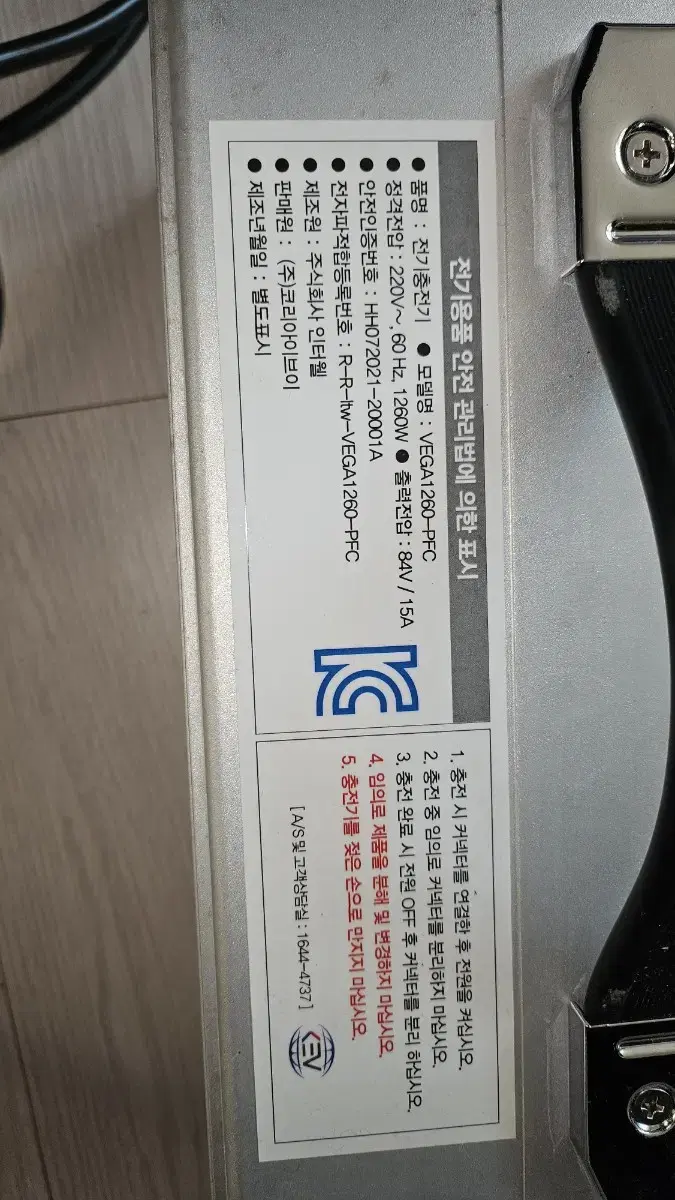 전기용품 안전 관리법에 의한 표시
● 품명 : 전기충전기 ● 모델명 : VEGA1260-PFC
● 정격전압 : 220V~, 60 Hz, 1260W ● 출력전압 : 84V / 15A
● 안전인증번호 : HH072021-20001A
● 전자파적합등록번호 : R-R-Itw-VEGA1260-PFC
● 제조원 : 주식회사 인터웰
● 판매원 : (주)코리아이브이
● 제조년월일 : 별도표시
1. 충전 시 커넥터를 연결한 후 전원을 켜십시오.
2. 충전 중 임의로 커넥터를 분리하지 마십시오.
3. 충전 완료 시 전원 OFF 후 커넥터를 분리 하십시오.
4. 임의로 제품을 분해 및 변경하지 마십시오.
5. 충전기를 젖은 손으로 만지지 마십시오.
[ A/S 및 고객상담실 : 1644-4737 ]
KEV